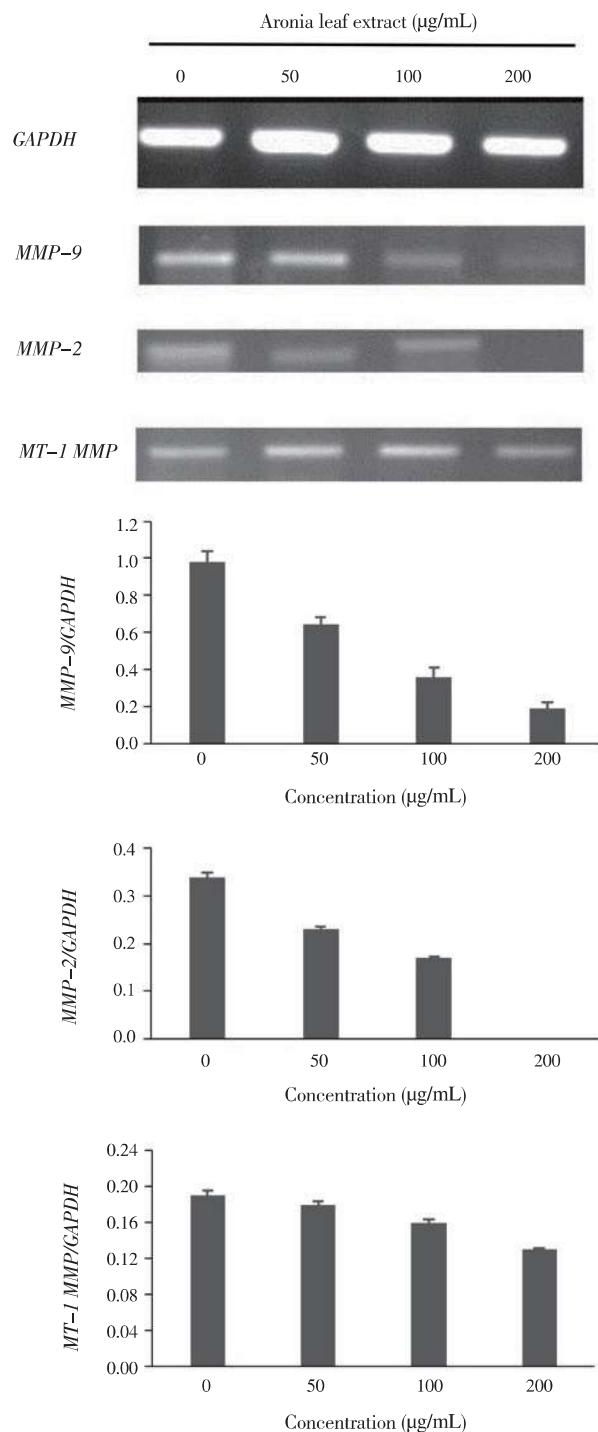 Aronia leaf extract (μg/mL)
0 50 100 200
GAPDH
MMP-9
MMP-2
MT-1 MMP
1.2
1.0
0.8
0.6
0.4
0.2
0.0
MMP-9/GAPDH
0 50 100 200
Concentration (μg/mL)
0.4
0.3
0.2
0.1
0.0
MMP-2/GAPDH
0 50 100 200
Concentration (μg/mL)
0.24
0.20
0.16
0.12
0.08
0.04
0.00
MT-1 MMP/GAPDH
0 50 100 200
Concentration (μg/mL)